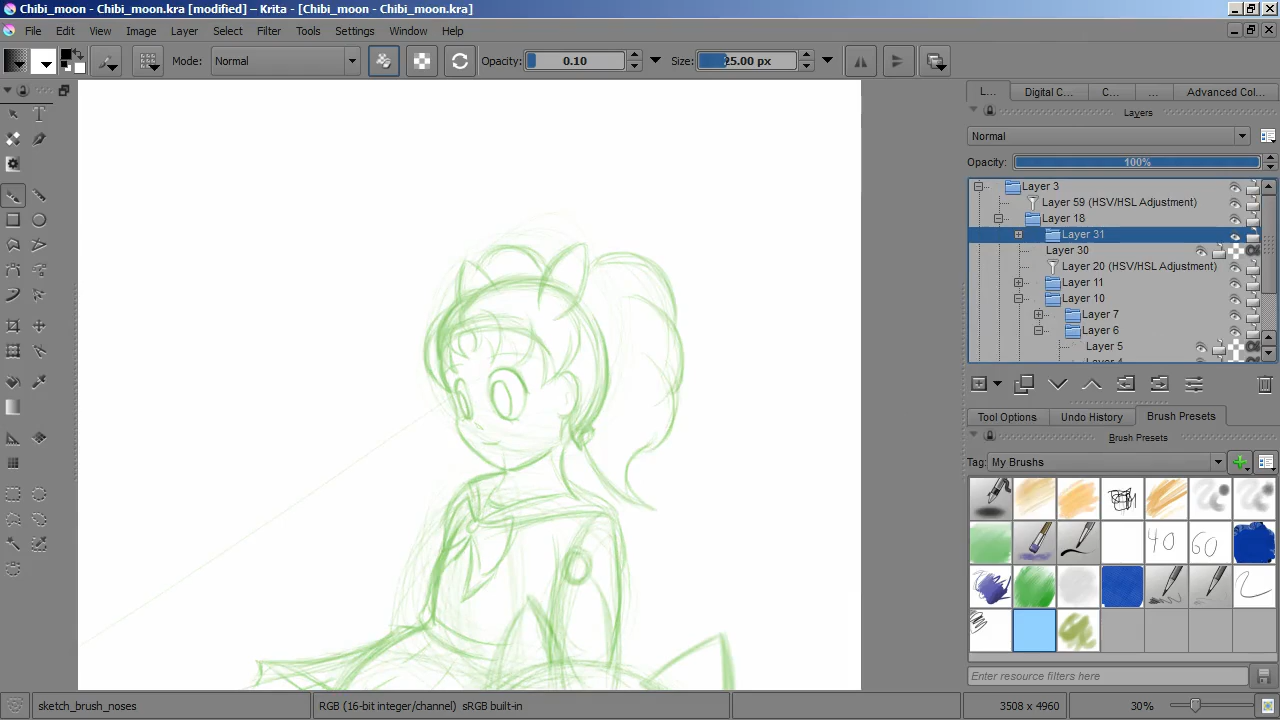 Chibi_moon - Chibi_moon.kra [modified] – Krita - [Chibi_moon - Chibi_moon.kra]
File Edit View Image Layer Select Filter Tools Settings Window Help
Mode: Normal Opacity: 0.10 Size: 25.00 px
L... Digital C... C... ... Advanced Col...
Layers
Normal
Opacity: 100%
Layer 3
Layer 59 (HSV/HSL Adjustment)
Layer 18
Layer 31
Layer 30
Layer 20 (HSV/HSL Adjustment)
Layer 11
Layer 10
Layer 7
Layer 6
Layer 5
Layer 4
Tool Options Undo History Brush Presets
Brush Presets
Tag: My Brushs
40 60
Enter resource filters here
sketch_brush_noses RGB (16-bit integer/channel) sRGB built-in 3508 x 4960 30%